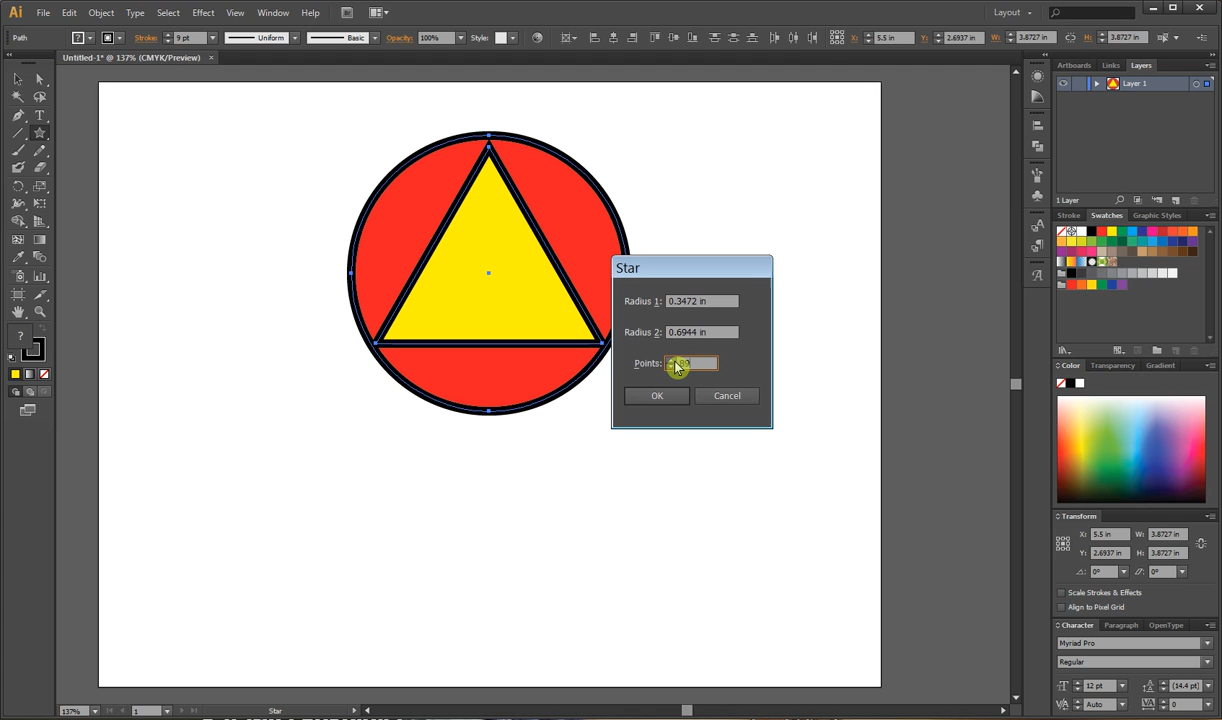 Ai File Edit Object Type Select Effect View Window Help Br Layout
Path ? Stroke: 9 pt Uniform Basic Opacity: 100% Style: X: 5.5 in Y: 2.6937 in W: 3.8727 in H: 3.8727 in
Untitled-1* @ 137% (CMYK/Preview) ×
Artboards Links Layers
Layer 1
1 Layer
Stroke Swatches Graphic Styles
Star
Radius 1: 0.3472 in
Radius 2: 0.6944 in
Points: 89
OK Cancel
?
Color Transparency Gradient
Transform
X: 5.5 in W: 3.8727 in
Y: 2.6937 in H: 3.8727 in
0° 0°
Scale Strokes & Effects
Align to Pixel Grid
Character Paragraph OpenType
Myriad Pro
Regular
12 pt (14.4 pt)
Auto 0
137% 1 Star